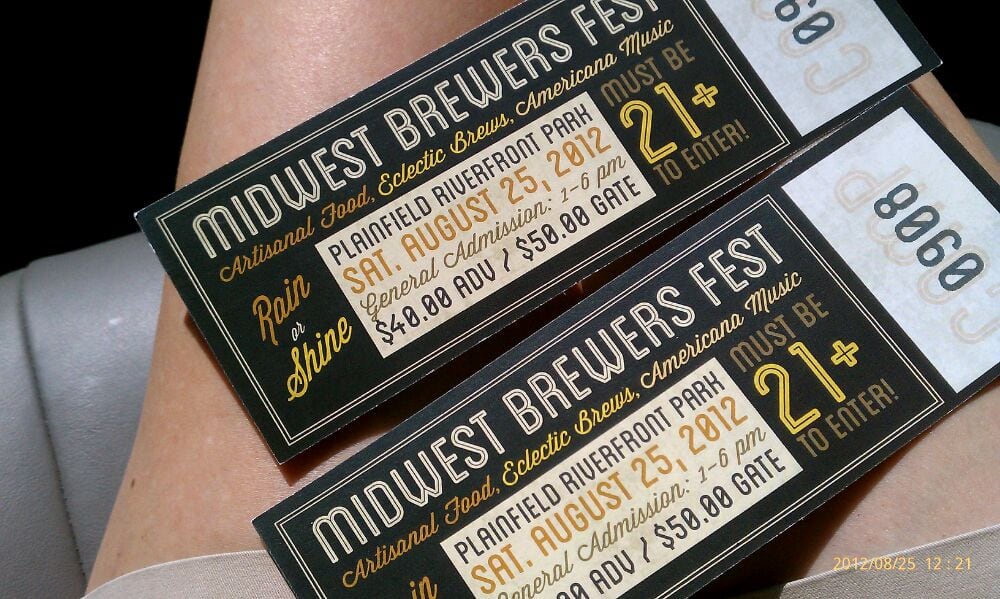 MIDWEST BREWERS FEST
Artisanal Food, Eclectic Brews, Americana Music
Rain
or
Shine
PLAINFIELD RIVERFRONT PARK
SAT. AUGUST 25, 2012
General Admission: 1-6 pm
$40.00 ADV / $50.00 GATE
MUST BE
21+
TO ENTER!
MIDWEST BREWERS FEST
Artisanal Food, Eclectic Brews, Americana Music
PLAINFIELD RIVERFRONT PARK
SAT. AUGUST 25, 2012
General Admission: 1-6 pm
/ $50.00 GATE
MUST BE
21+
TO ENTER!
0908
2012/08/25 12:21